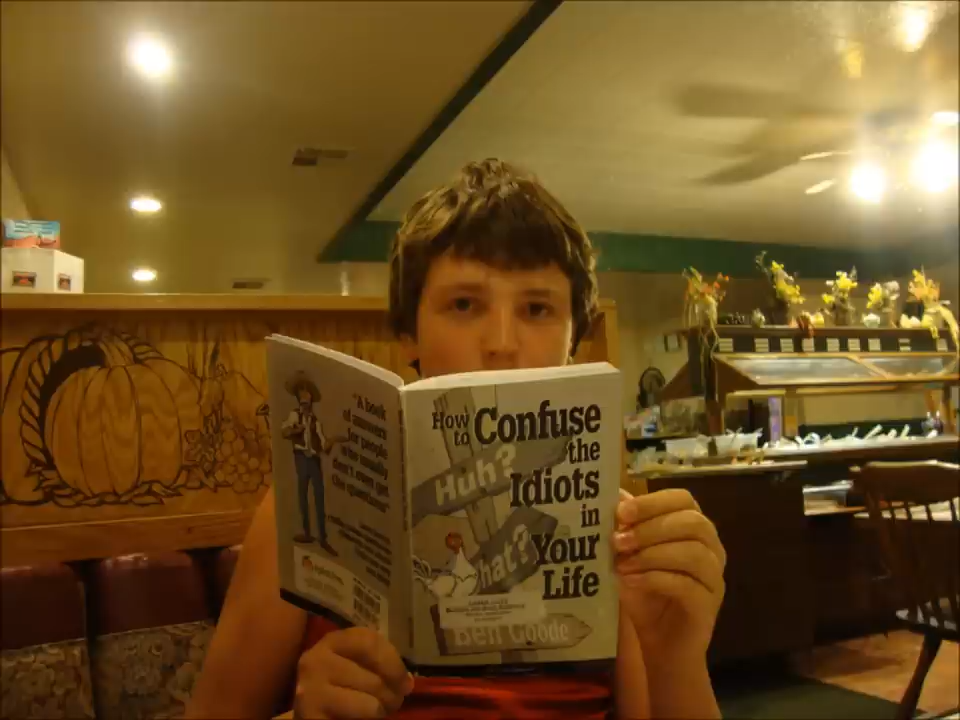 "A book
of answers
for people
who usually
don't even get
the questions"
How
to Confuse
the
Idiots
in
Your
Life
Huh?
What?
Ben Goode